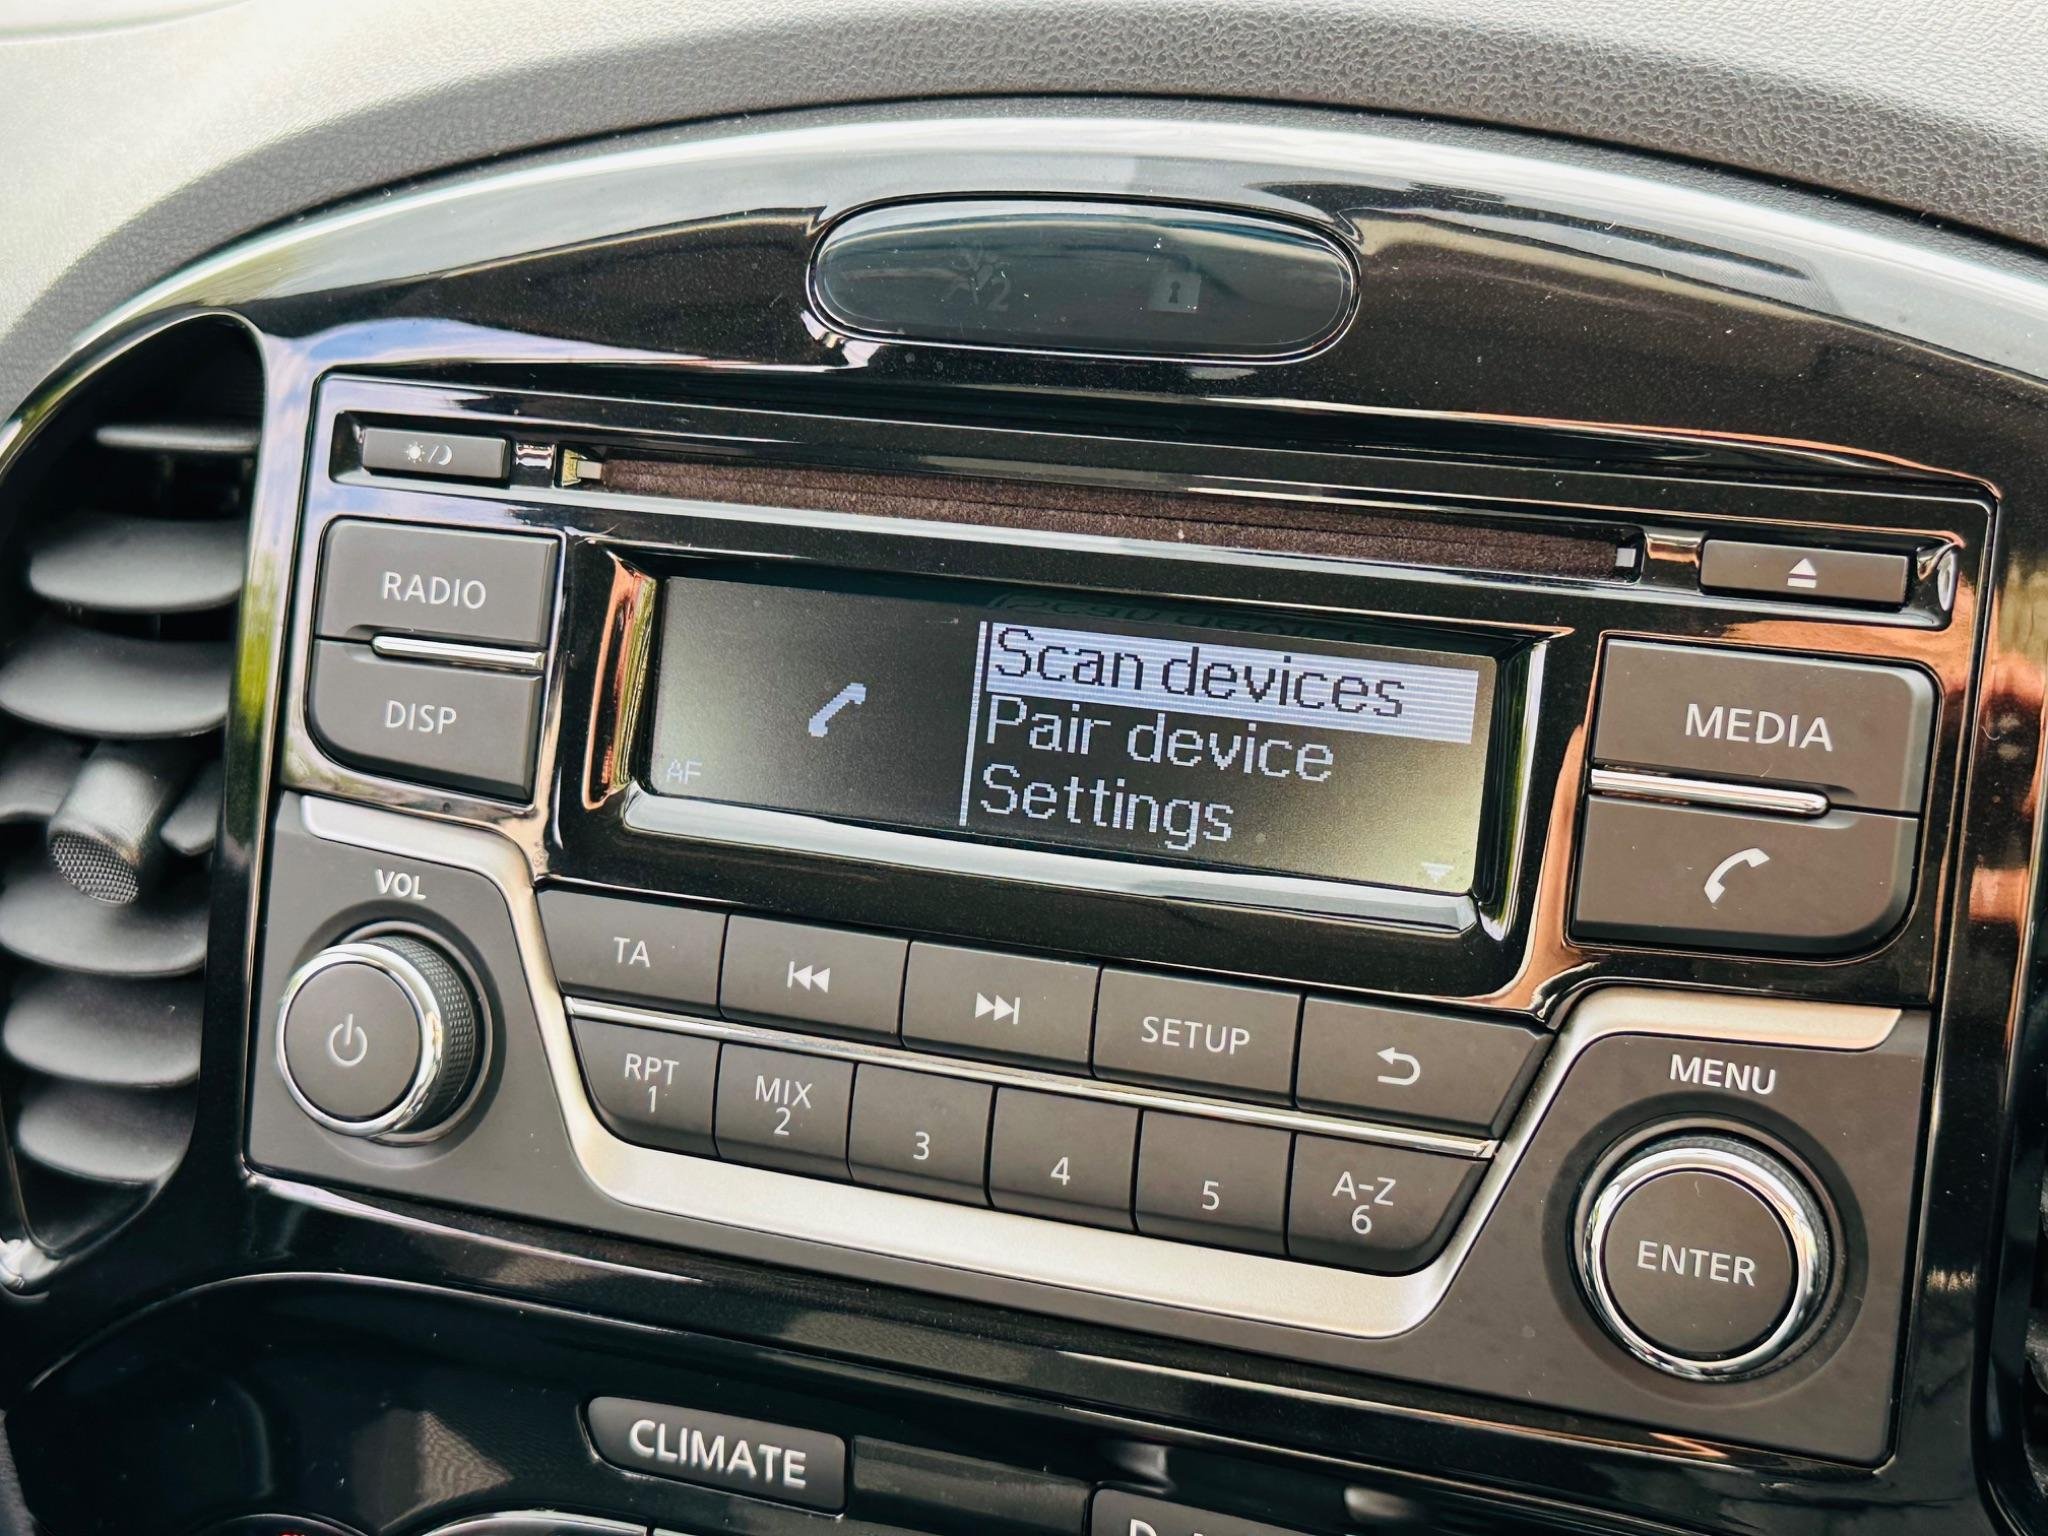 RADIO
DISP
Scan devices
Pair device
Settings
AF
MEDIA
VOL
TA
SETUP
RPT
1
MIX
2
3
4
5
A-Z
6
MENU
ENTER
CLIMATE